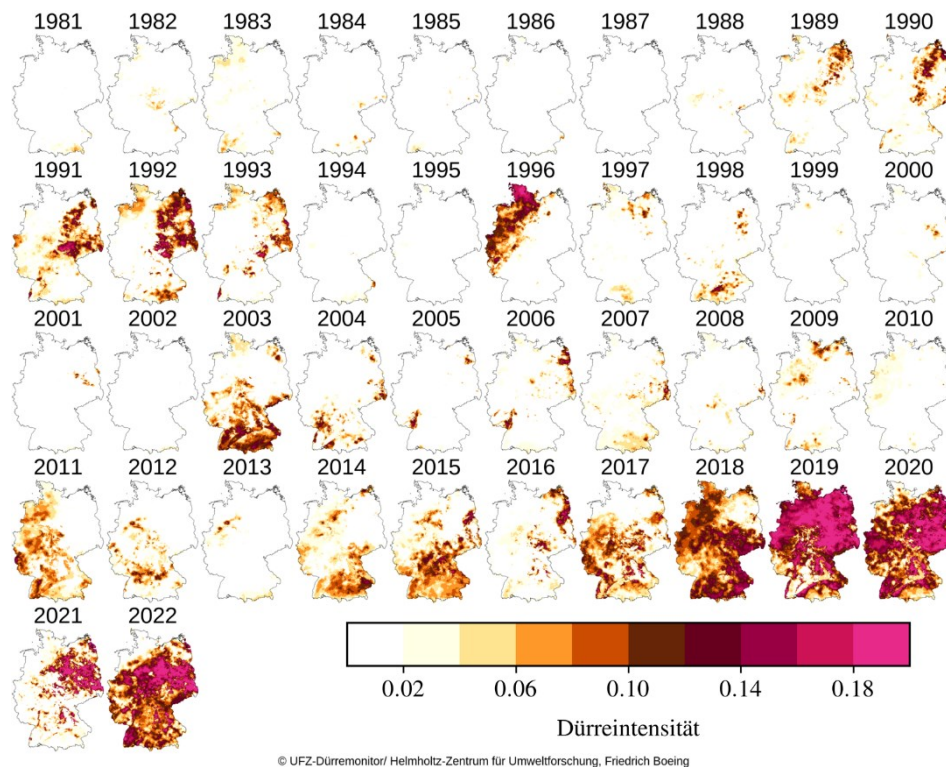 1981 1982 1983 1984 1985 1986 1987 1988 1989 1990
1991 1992 1993 1994 1995 1996 1997 1998 1999 2000
2001 2002 2003 2004 2005 2006 2007 2008 2009 2010
2011 2012 2013 2014 2015 2016 2017 2018 2019 2020
2021 2022
0.02 0.06 0.10 0.14 0.18
Dürreintensität
© UFZ-Dürremonitor/ Helmholtz-Zentrum für Umweltforschung, Friedrich Boeing